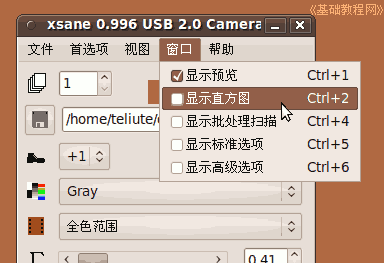 《基础教程网》
xsane 0.996 USB 2.0 Camera
文件 首选项 视图 窗口 帮助
1
显示预览 Ctrl+1
显示直方图 Ctrl+2
/home/teliute/
显示批处理扫描 Ctrl+4
+1
显示标准选项 Ctrl+5
显示高级选项 Ctrl+6
Gray
全色范围
0.41